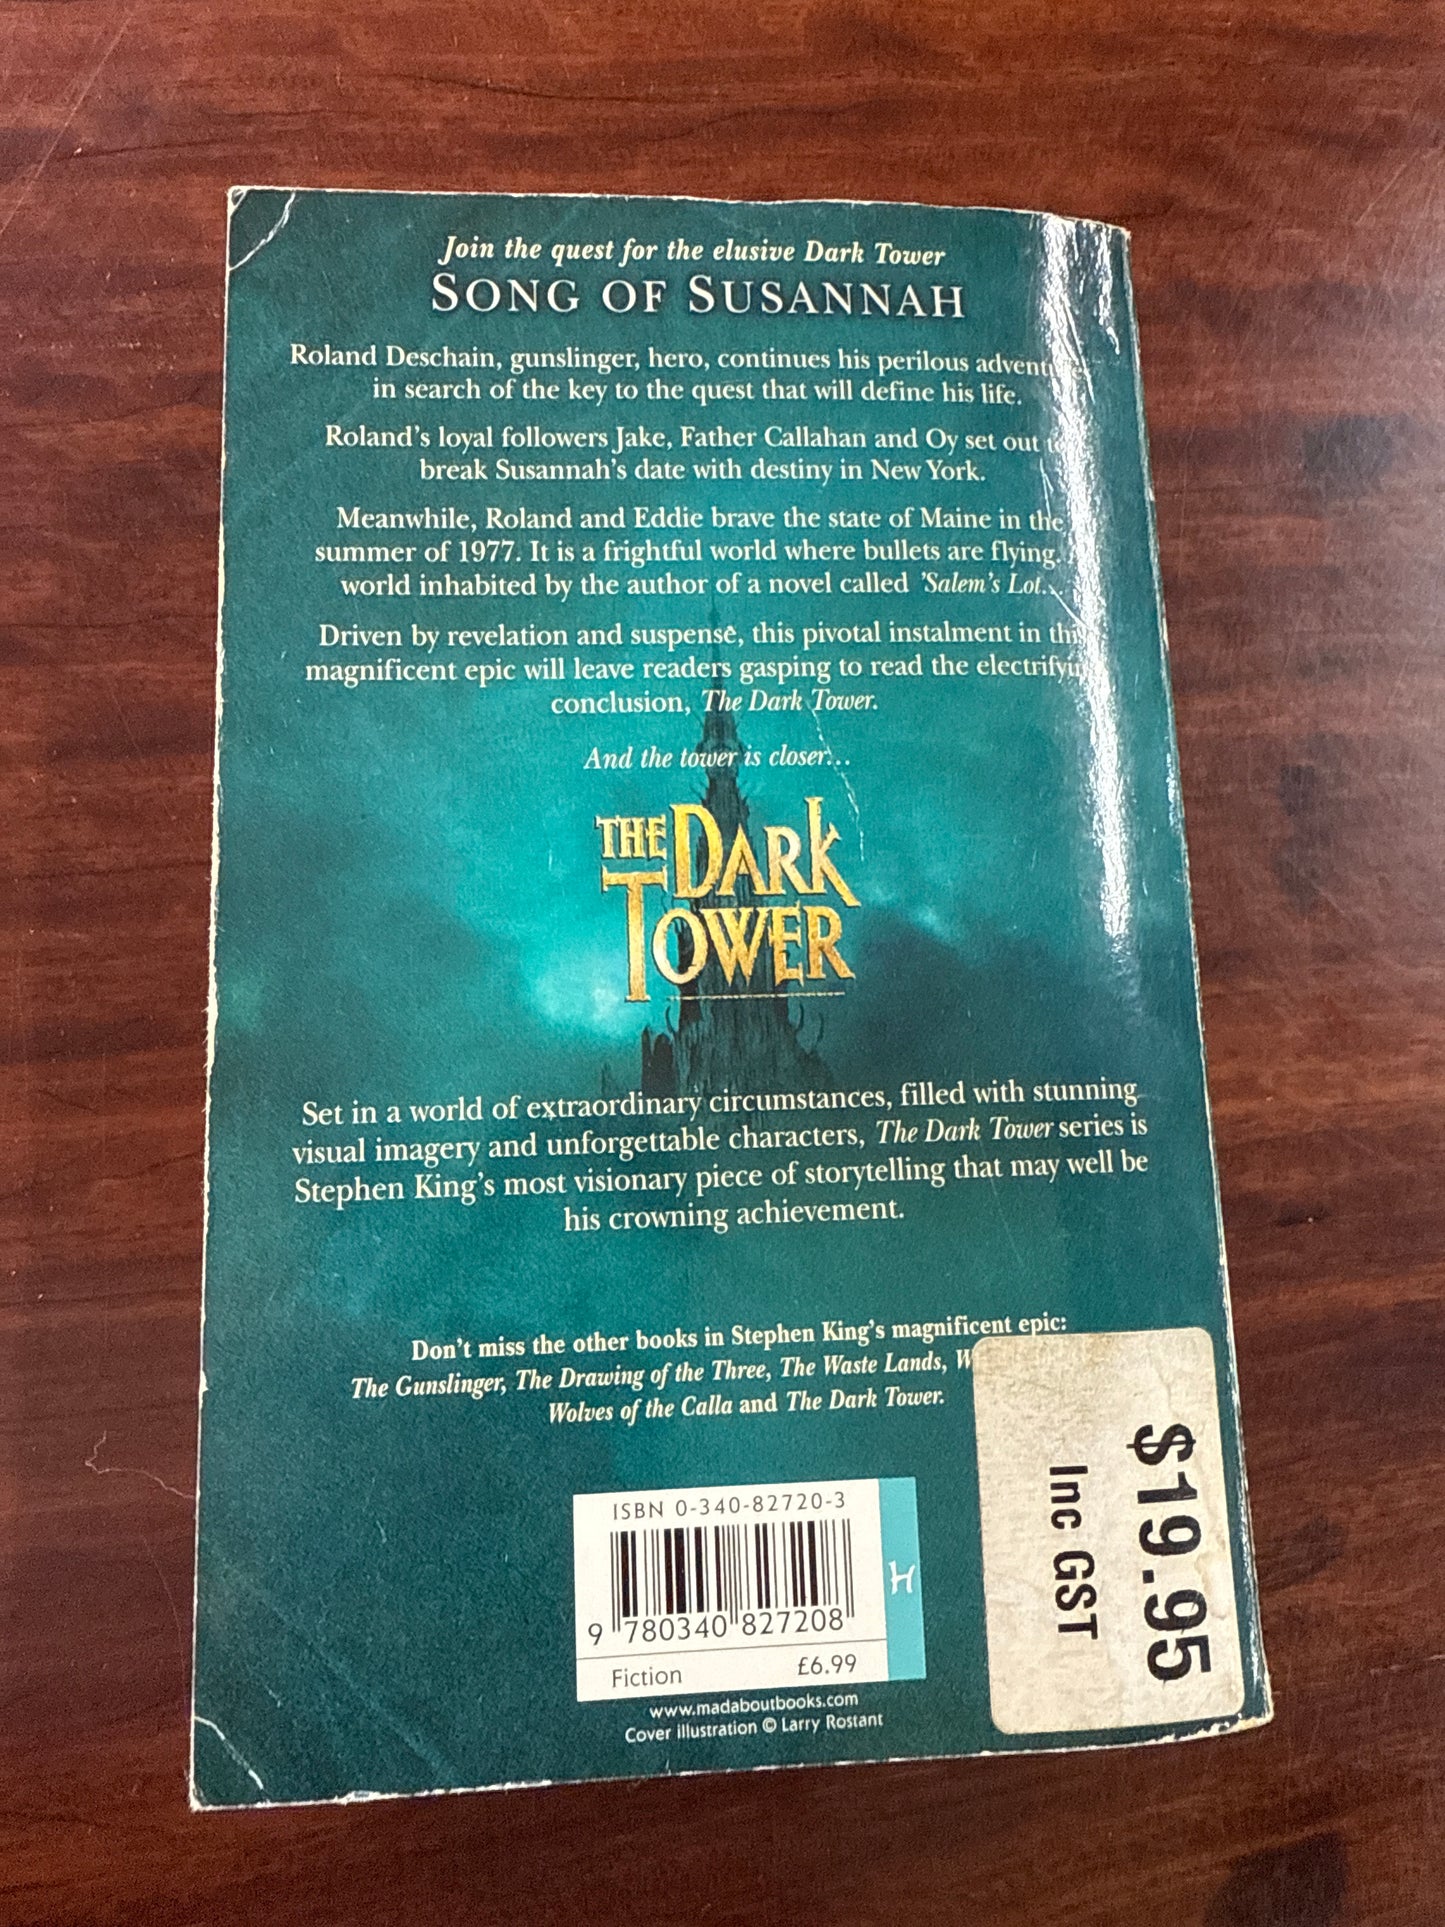 Join the quest for the elusive Dark Tower
SONG OF SUSANNAH
Roland Deschain, gunslinger, hero, continues his perilous
in search of the key to the quest that will define his life.
Roland's loyal followers Jake, Father Callahan and Oy set out to
break Susannah's date with destiny in New York.
Meanwhile, Roland and Eddie brave the state of Maine in the
summer of 1977. It is a frightful world where bullets are flying.
world inhabited by the author of a novel called 'Salem's Lot...
Driven by revelation and suspense, this pivotal instalment in this
magnificent epic will leave readers gasping to read the electrifying
conclusion, The Dark Tower.
And the tower is closer...
THE DARK
TOWER
Set in a world of extraordinary circumstances, filled with stunning
visual imagery and unforgettable characters, The Dark Tower series is
Stephen King's most visionary piece of storytelling that may well be
his crowning achievement.
Don't miss the other books in Stephen King's magnificent epic:
The Gunslinger, The Drawing of the Three, The Waste Lands,
Wolves of the Calla and The Dark Tower.
$19.95
Inc GST
ISBN 0-340-82720-3
9 780340 827208
Fiction £6.99
H
www.madaboutbooks.com
Cover illustration © Larry Rostant